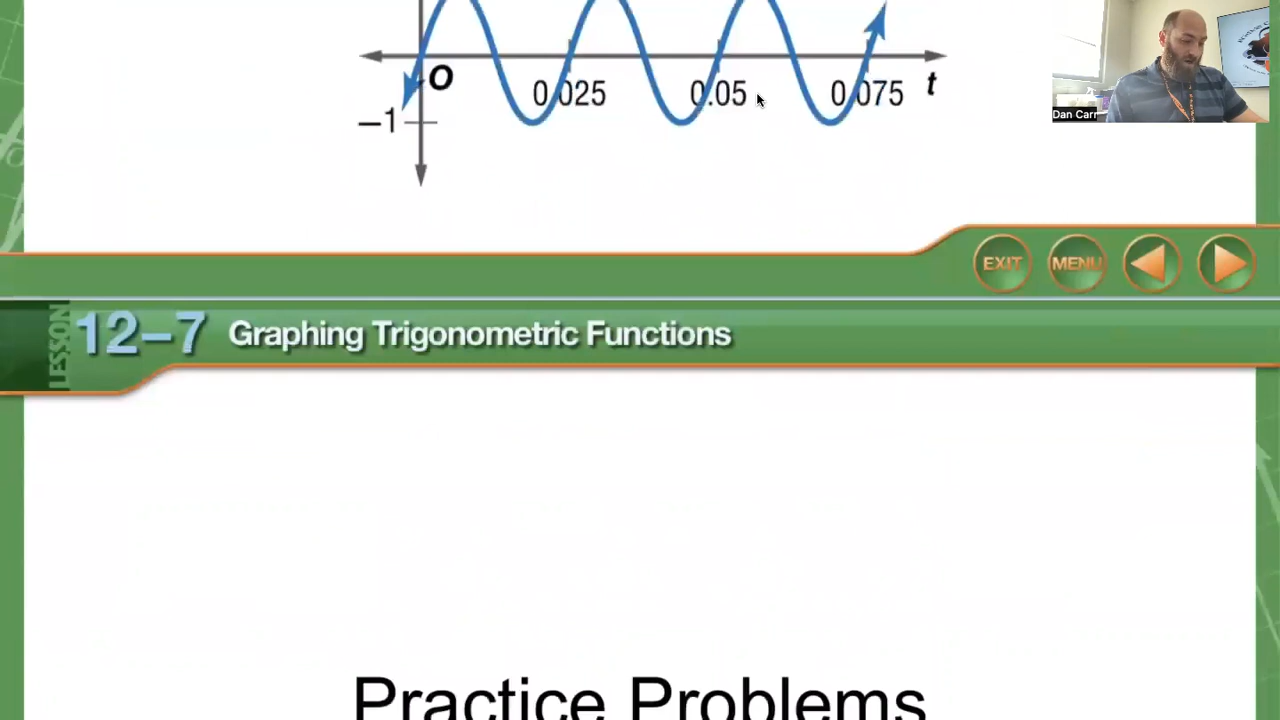 O
0.025 0.05 0.075 t
−1
Dan Carr
EXIT MENU
LESSON 12–7 Graphing Trigonometric Functions
Practice Problems